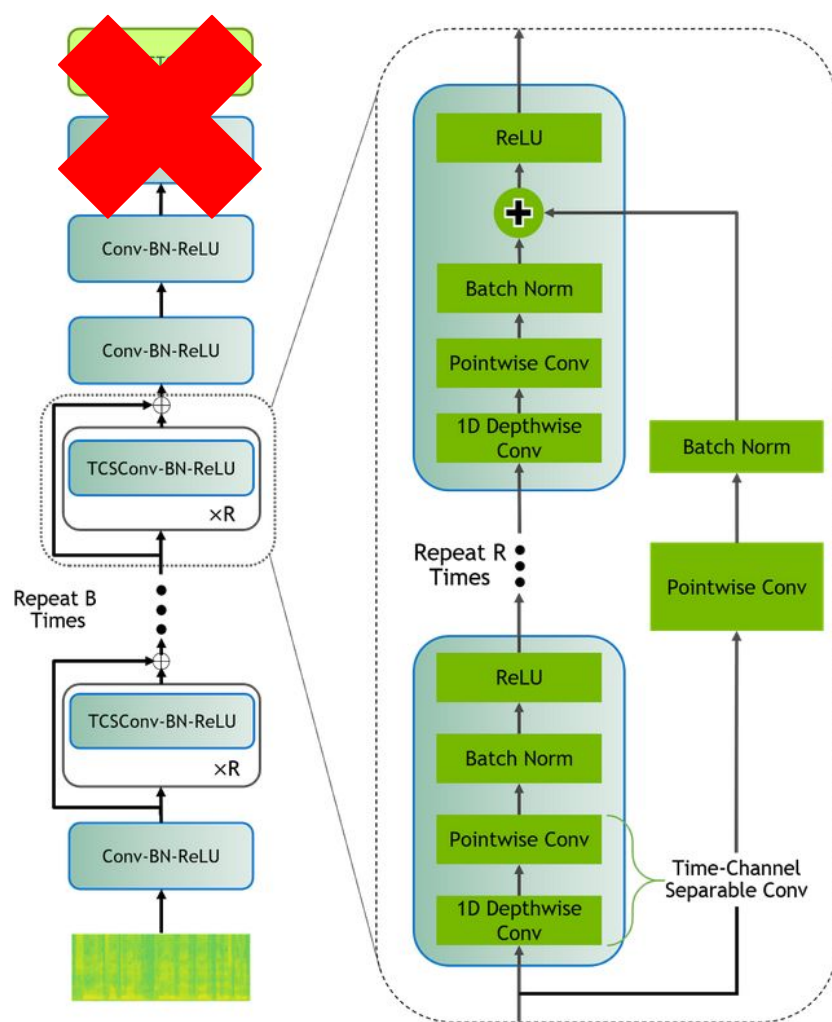 Conv-BN-ReLU
Conv-BN-ReLU
TCSConv-BN-ReLU
×R
Repeat B
Times
TCSConv-BN-ReLU
×R
Conv-BN-ReLU
ReLU
Batch Norm
Pointwise Conv
1D Depthwise
Conv
Repeat R
Times
ReLU
Batch Norm
Pointwise Conv
1D Depthwise
Conv
Batch Norm
Pointwise Conv
Time-Channel
Separable Conv